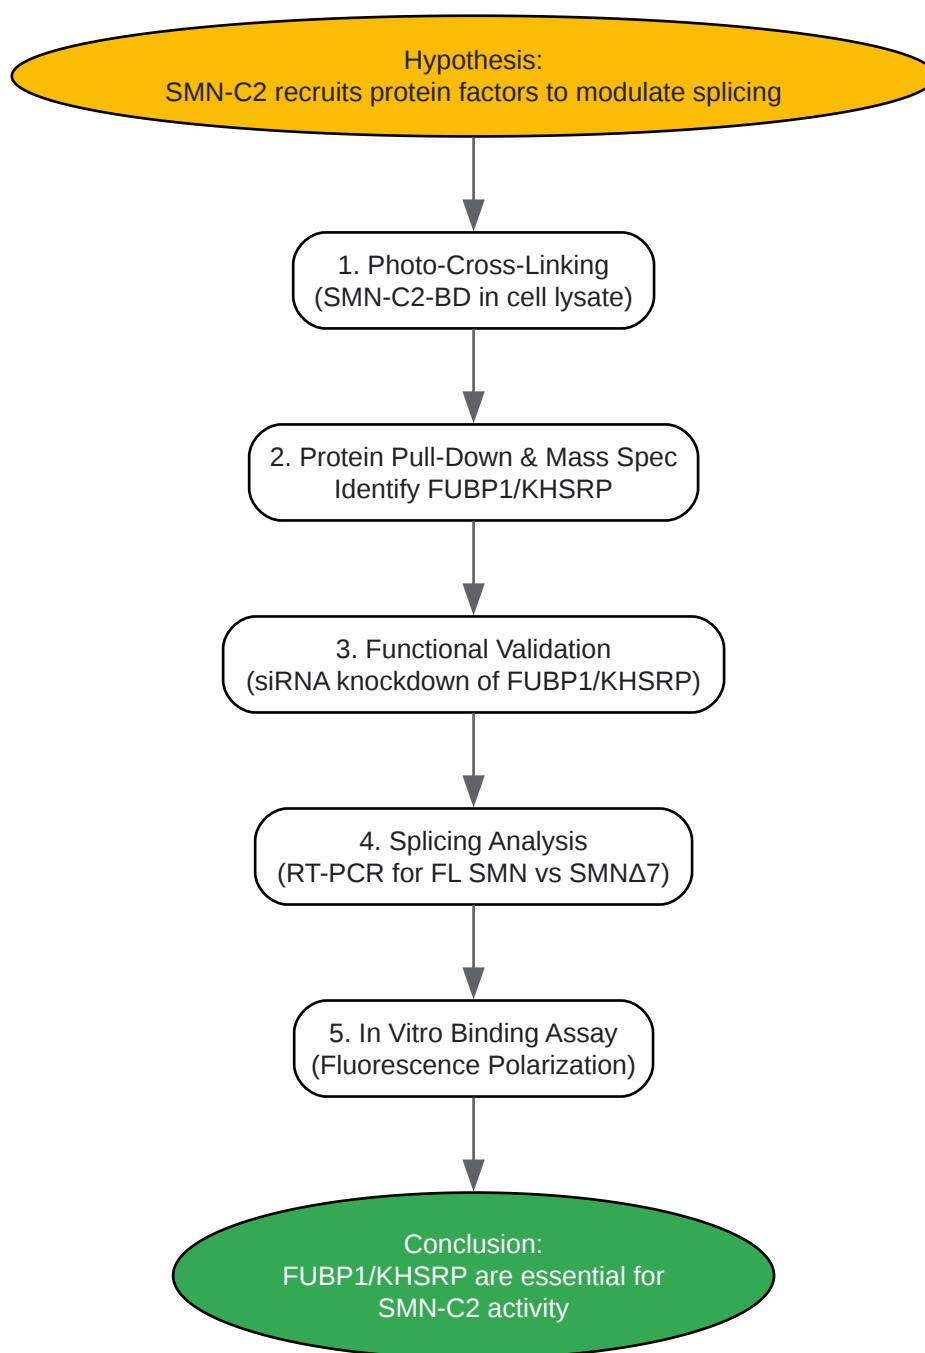 Hypothesis:
SMN-C2 recruits protein factors to modulate splicing
1. Photo-Cross-Linking
(SMN-C2-BD in cell lysate)
2. Protein Pull-Down & Mass Spec
Identify FUBP1/KHSRP
3. Functional Validation
(siRNA knockdown of FUBP1/KHSRP)
4. Splicing Analysis
(RT-PCR for FL SMN vs SMNΔ7)
5. In Vitro Binding Assay
(Fluorescence Polarization)
Conclusion:
FUBP1/KHSRP are essential for
SMN-C2 activity